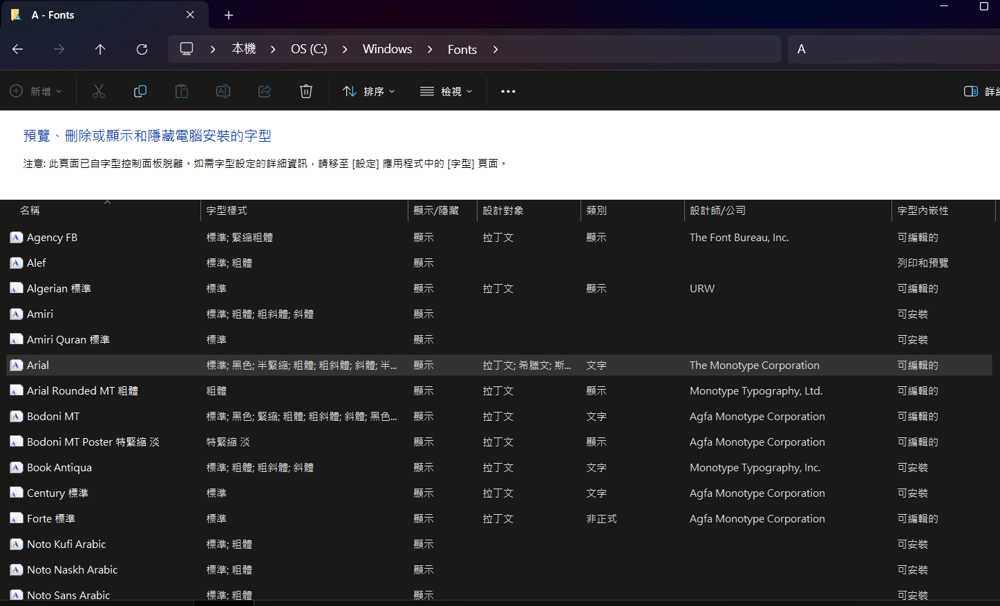 A - Fonts
本機 OS (C:) Windows Fonts
A
新增 排序 檢視 詳細
預覽、刪除或顯示和隱藏電腦安裝的字型
注意: 此頁面已自字型控制面板脫離。如需字型設定的詳細資訊，請移至 [設定] 應用程式中的 [字型] 頁面。
名稱 字型樣式 顯示/隱藏 設計對象 類別 設計師/公司 字型內嵌性
Agency FB 標準; 緊縮粗體 顯示 拉丁文 顯示 The Font Bureau, Inc. 可編輯的
Alef 標準; 粗體 顯示 列印和預覽
Algerian 標準 標準 顯示 拉丁文 顯示 URW 可編輯的
Amiri 標準; 粗體; 粗斜體; 斜體 顯示 可安裝
Amiri Quran 標準 標準 顯示 可安裝
Arial 標準; 黑色; 半緊縮; 粗體; 粗斜體; 斜體; 半... 顯示 拉丁文; 希臘文; 斯... 文字 The Monotype Corporation 可編輯的
Arial Rounded MT 粗體 粗體 顯示 拉丁文 顯示 Monotype Typography, Ltd. 可編輯的
Bodoni MT 標準; 黑色; 緊縮; 粗體; 粗斜體; 斜體; 黑色... 顯示 拉丁文 文字 Agfa Monotype Corporation 可編輯的
Bodoni MT Poster 特緊縮 淡 特緊縮 淡 顯示 拉丁文 顯示 Agfa Monotype Corporation 可編輯的
Book Antiqua 標準; 粗體; 粗斜體; 斜體 顯示 拉丁文 文字 Monotype Typography, Inc. 可安裝
Century 標準 標準 顯示 拉丁文 文字 Agfa Monotype Corporation 可安裝
Forte 標準 標準 顯示 拉丁文 非正式 Agfa Monotype Corporation 可編輯的
Noto Kufi Arabic 標準; 粗體 顯示 可安裝
Noto Naskh Arabic 標準; 粗體 顯示 可安裝
Noto Sans Arabic 標準; 粗體 顯示 可安裝